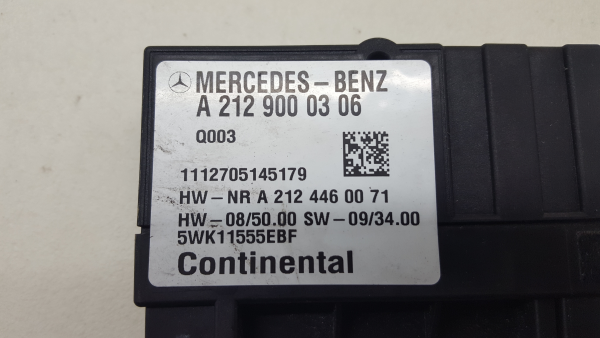 MERCEDES-BENZ
A 212 900 03 06
Q003
1112705145179
HW-NR A 212 446 00 71
HW-08/50.00 SW-09/34.00
5WK11555EBF
Continental